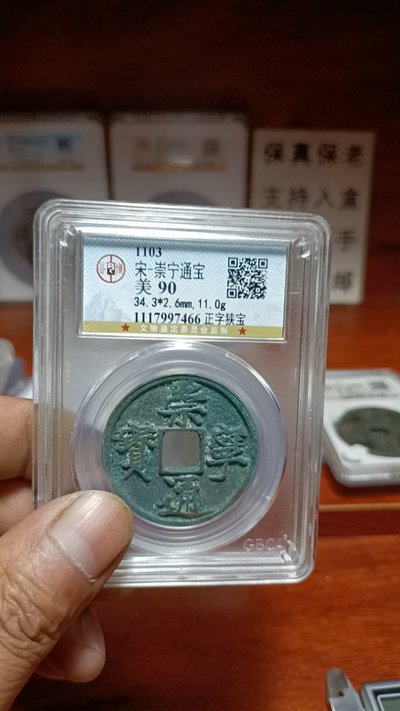 保真保老
支持入盒
手
邮
1103
宋·崇宁通宝
美 90
34.3*2.6mm,11.0g
1117997466 正字狭宝
★ 文物鉴定委员会监制 ★
崇
寶 寧
通
GBCA